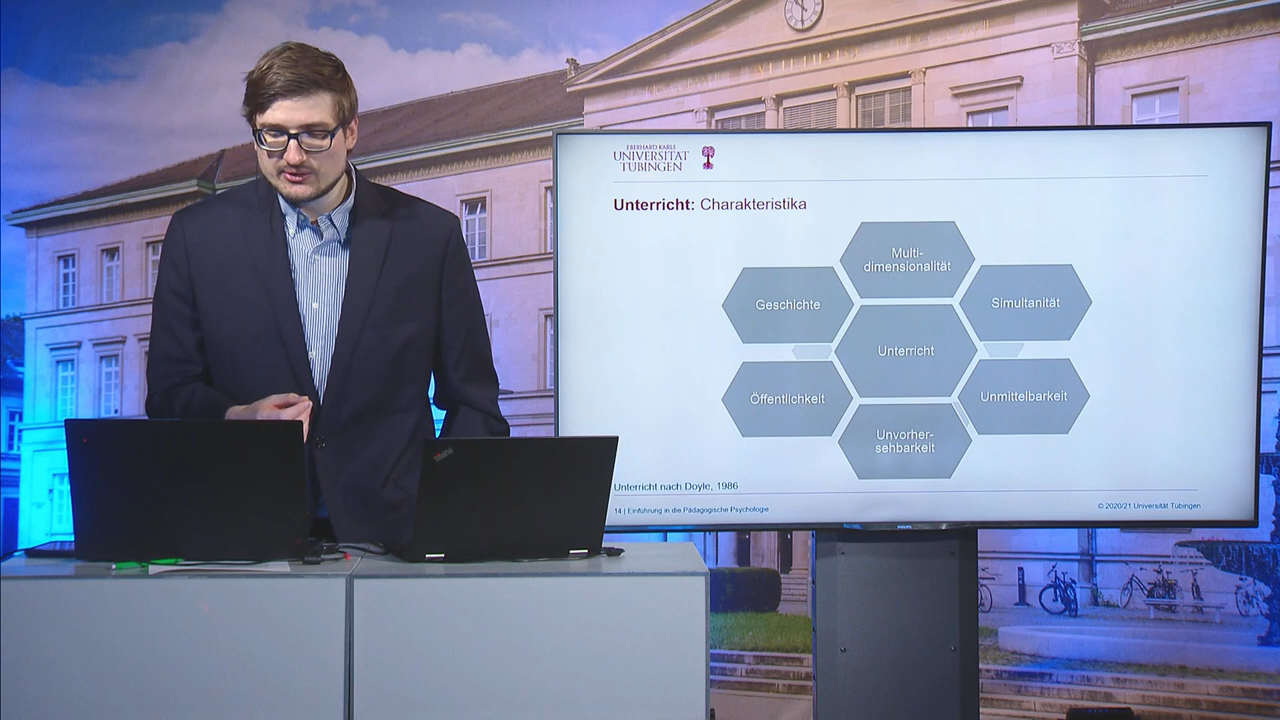 EBERHARD KARLS
UNIVERSITÄT
TÜBINGEN
Unterricht: Charakteristika
Multi-
dimensionalität
Geschichte
Simultanität
Unterricht
Öffentlichkeit
Unmittelbarkeit
Unvorher-
sehbarkeit
Unterricht nach Doyle, 1986
14 | Einführung in die Pädagogische Psychologie
© 2020/21 Universität Tübingen